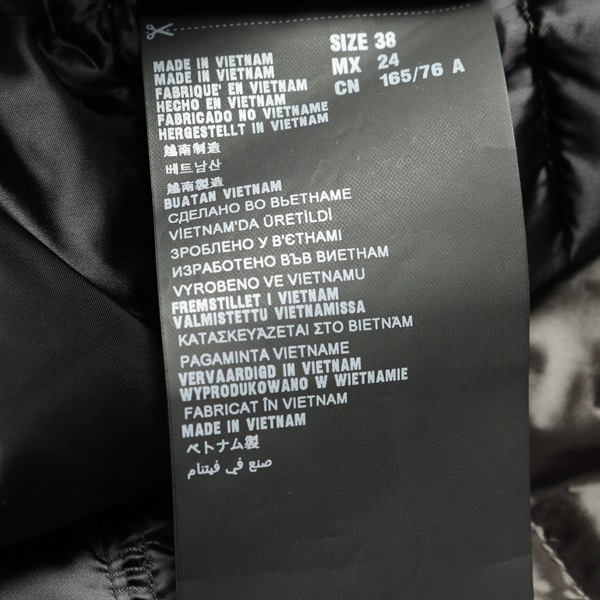 SIZE 38
MX 24
CN 165/76 A
MADE IN VIETNAM
MADE IN VIETNAM
FABRIQUE' EN VIETNAM
HECHO EN VIETNAM
FABRICADO NO VIETNAME
HERGESTELLT IN VIETNAM
越南制造
베트남산
越南製造
BUATAN VIETNAM
СДЕЛАНО ВО ВЬЕТНАМЕ
VİETNAM'DA ÜRETİLDİ
ЗРОБЛЕНО У В'ЄТНАМІ
ИЗРАБОТЕНО ВЪВ ВИЕТНАМ
VYROBENO VE VIETNAMU
FREMSTILLET I VIETNAM
VALMISTETTU VIETNAMISSA
ΚΑΤΑΣΚΕΥΆΖΕΤΑΙ ΣΤΟ ΒΙΕΤΝΆΜ
PAGAMINTA VIETNAME
VERVAARDIGD IN VIETNAM
WYPRODUKOWANO W WIETNAMIE
FABRICAT ÎN VIETNAM
MADE IN VIETNAM
ベトナム製
صنع في فيتنام